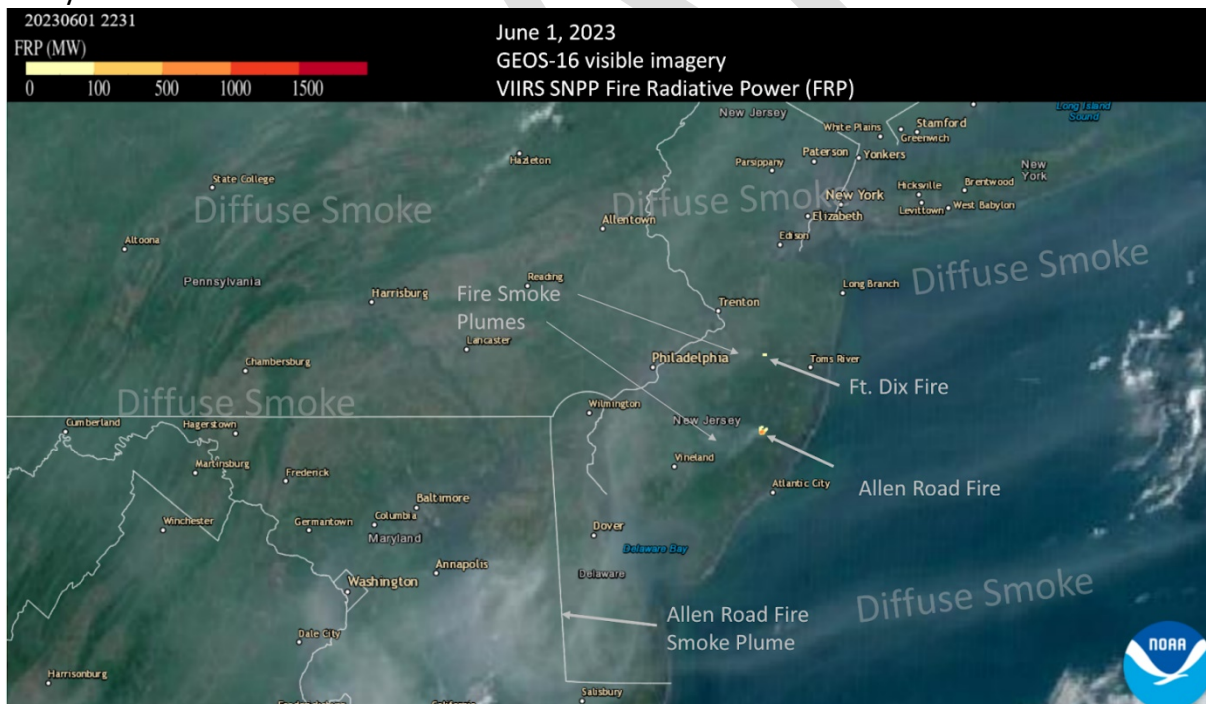 20230601 2231
FRP (MW)
0 100 500 1000 1500
June 1, 2023
GEOS-16 visible imagery
VIIRS SNPP Fire Radiative Power (FRP)
New Jersey
Long Island
Sound
White Plains
Stamford
Greenwich
Hazleton
Parsippany
Paterson
Yonkers
New
York
State College
Hicksville
Brentwood
Diffuse Smoke
Diffuse Smoke
New York
Levittown
West Babylon
Allentown
Elizabeth
Altoona
Edison
Diffuse Smoke
Pennsylvania
Reading
Long Branch
Harrisburg
Fire Smoke
Plumes
Trenton
Lancaster
Chambersburg
Philadelphia
Toms River
Ft. Dix Fire
Diffuse Smoke
Wilmington
Cumberland
Hagerstown
New Jersey
Martinsburg
Frederick
Vineland
Atlantic City
Allen Road Fire
Baltimore
Winchester
Germantown
Columbia
Maryland
Dover
Delaware Bay
Annapolis
Washington
Delaware
Diffuse Smoke
Allen Road Fire
Smoke Plume
Dale City
NOAA
Harrisonburg
Salisbury